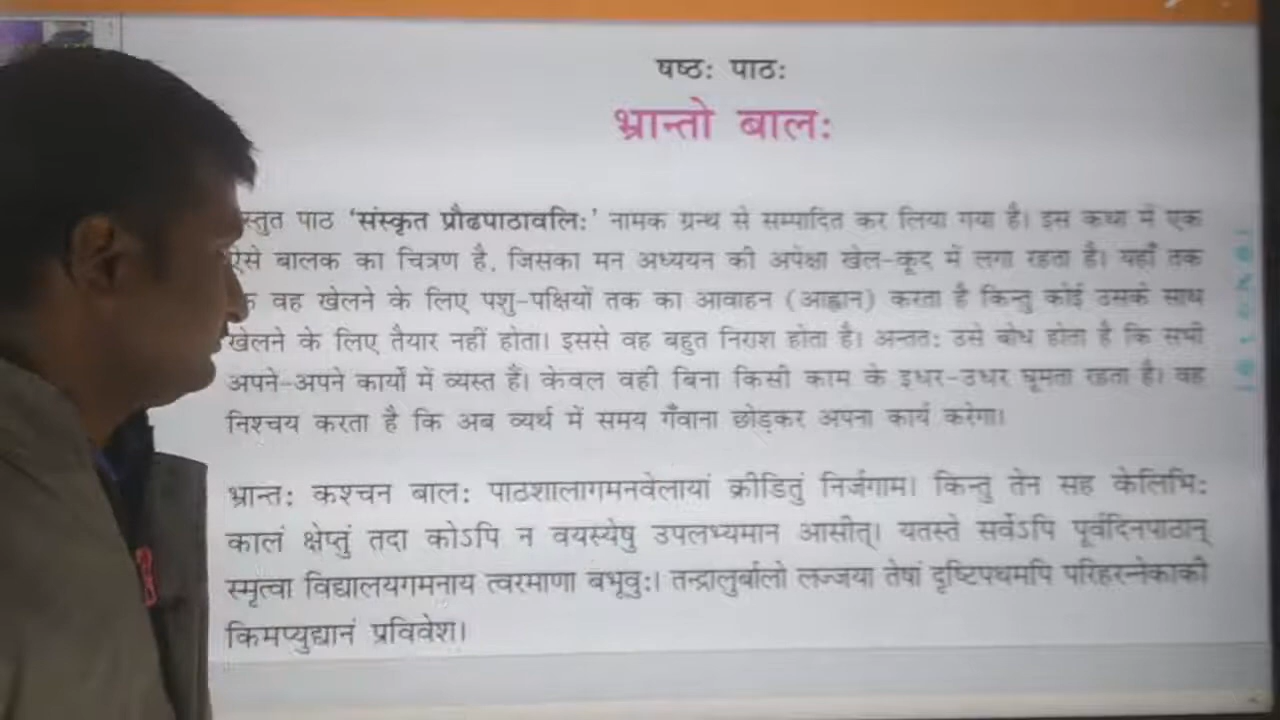 षष्ठः पाठः
भ्रान्तो बालः
स्तुत पाठ 'संस्कृत प्रौढपाठावलिः' नामक ग्रन्थ से सम्पादित कर लिया गया है। इस कथा में एक
ऐसे बालक का चित्रण है, जिसका मन अध्ययन की अपेक्षा खेल-कूद में लगा रहता है। यहाँ तक
वह खेलने के लिए पशु-पक्षियों तक का आवाहन (आह्वान) करता है किन्तु कोई उसके साथ
खेलने के लिए तैयार नहीं होता। इससे वह बहुत निराश होता है। अन्ततः उसे बोध होता है कि सभी
अपने-अपने कार्यों में व्यस्त हैं। केवल वही बिना किसी काम के इधर-उधर घूमता रहता है। वह
निश्चय करता है कि अब व्यर्थ में समय गँवाना छोड़कर अपना कार्य करेगा।
भ्रान्तः कश्चन बालः पाठशालागमनवेलायां क्रीडितुं निर्जगाम। किन्तु तेन सह केलिभिः
कालं क्षेप्तुं तदा कोऽपि न वयस्येषु उपलभ्यमान आसीत्। यतस्ते सर्वेऽपि पूर्वदिनपाठान्
स्मृत्वा विद्यालयगमनाय त्वरमाणा बभूवुः। तन्द्रालुर्बालो लज्जया तेषां दृष्टिपथमपि परिहरन्नेकाकी
किमप्युद्यानं प्रविवेश।